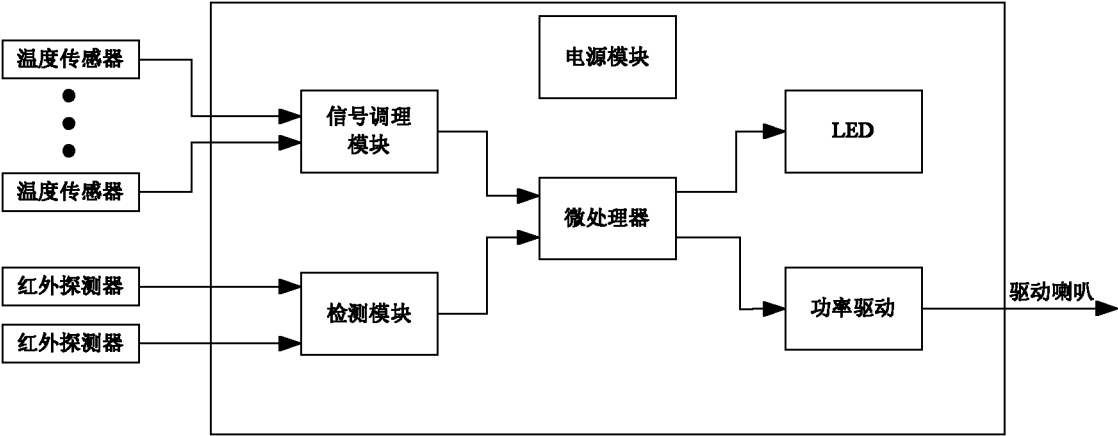 温度传感器
温度传感器
红外探测器
红外探测器
信号调理
模块
检测模块
电源模块
微处理器
LED
功率驱动
驱动喇叭